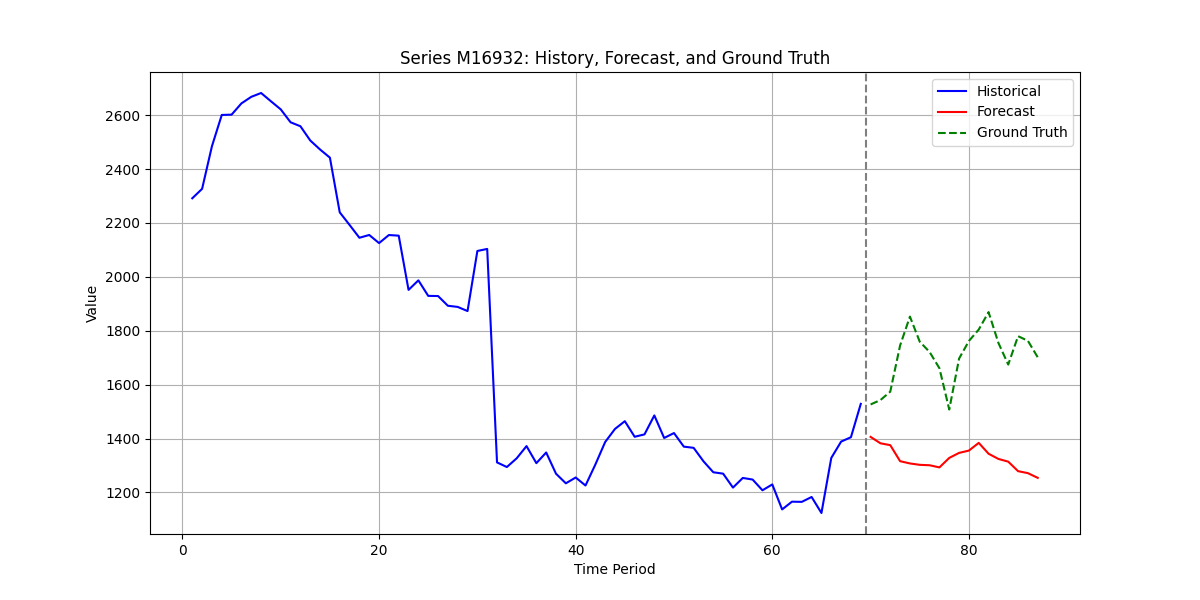 Series M16932: History, Forecast, and Ground Truth
Historical
Forecast
Ground Truth
Value
2600
2400
2200
2000
1800
1600
1400
1200
0 20 40 60 80
Time Period